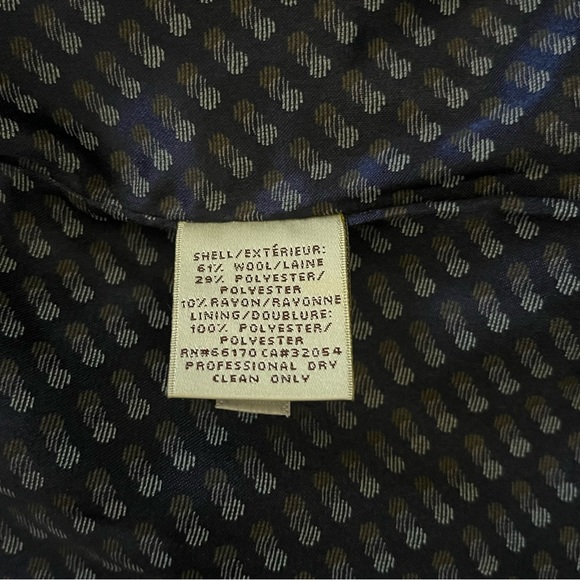 SHELL/EXTÉRIEUR:
61% WOOL/LAINE
29% POLYESTER/
POLYESTER
10% RAYON/RAYONNE
LINING/DOUBLURE:
100% POLYESTER/
POLYESTER
RN#66170 CA#32054
PROFESSIONAL DRY
CLEAN ONLY